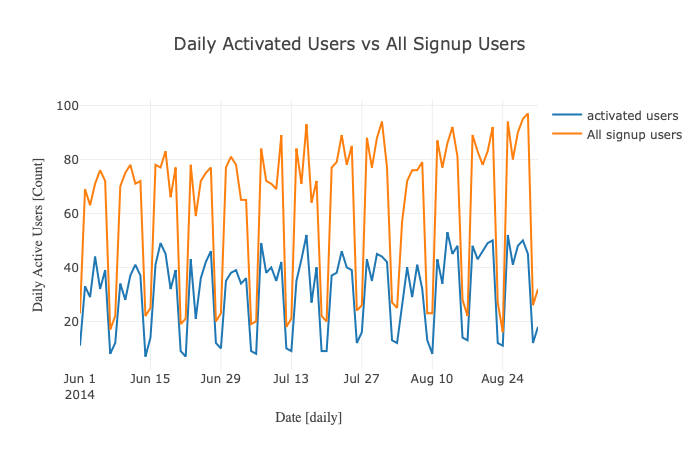 Daily Activated Users vs All Signup Users
activated users
All signup users
100
80
60
40
20
Daily Active Users [Count]
Jun 1
2014
Jun 15
Jun 29
Jul 13
Jul 27
Aug 10
Aug 24
Date [daily]